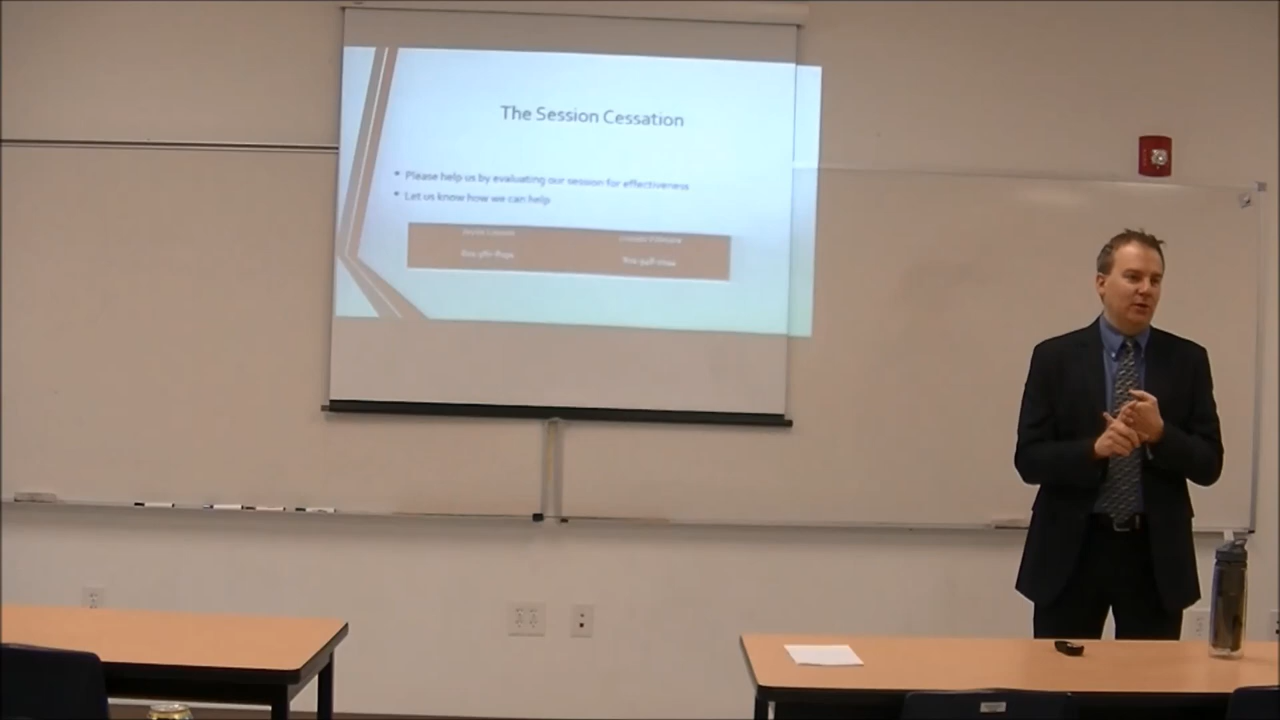 The Session Cessation
Please help us by evaluating our session for effectiveness
Let us know how we can help